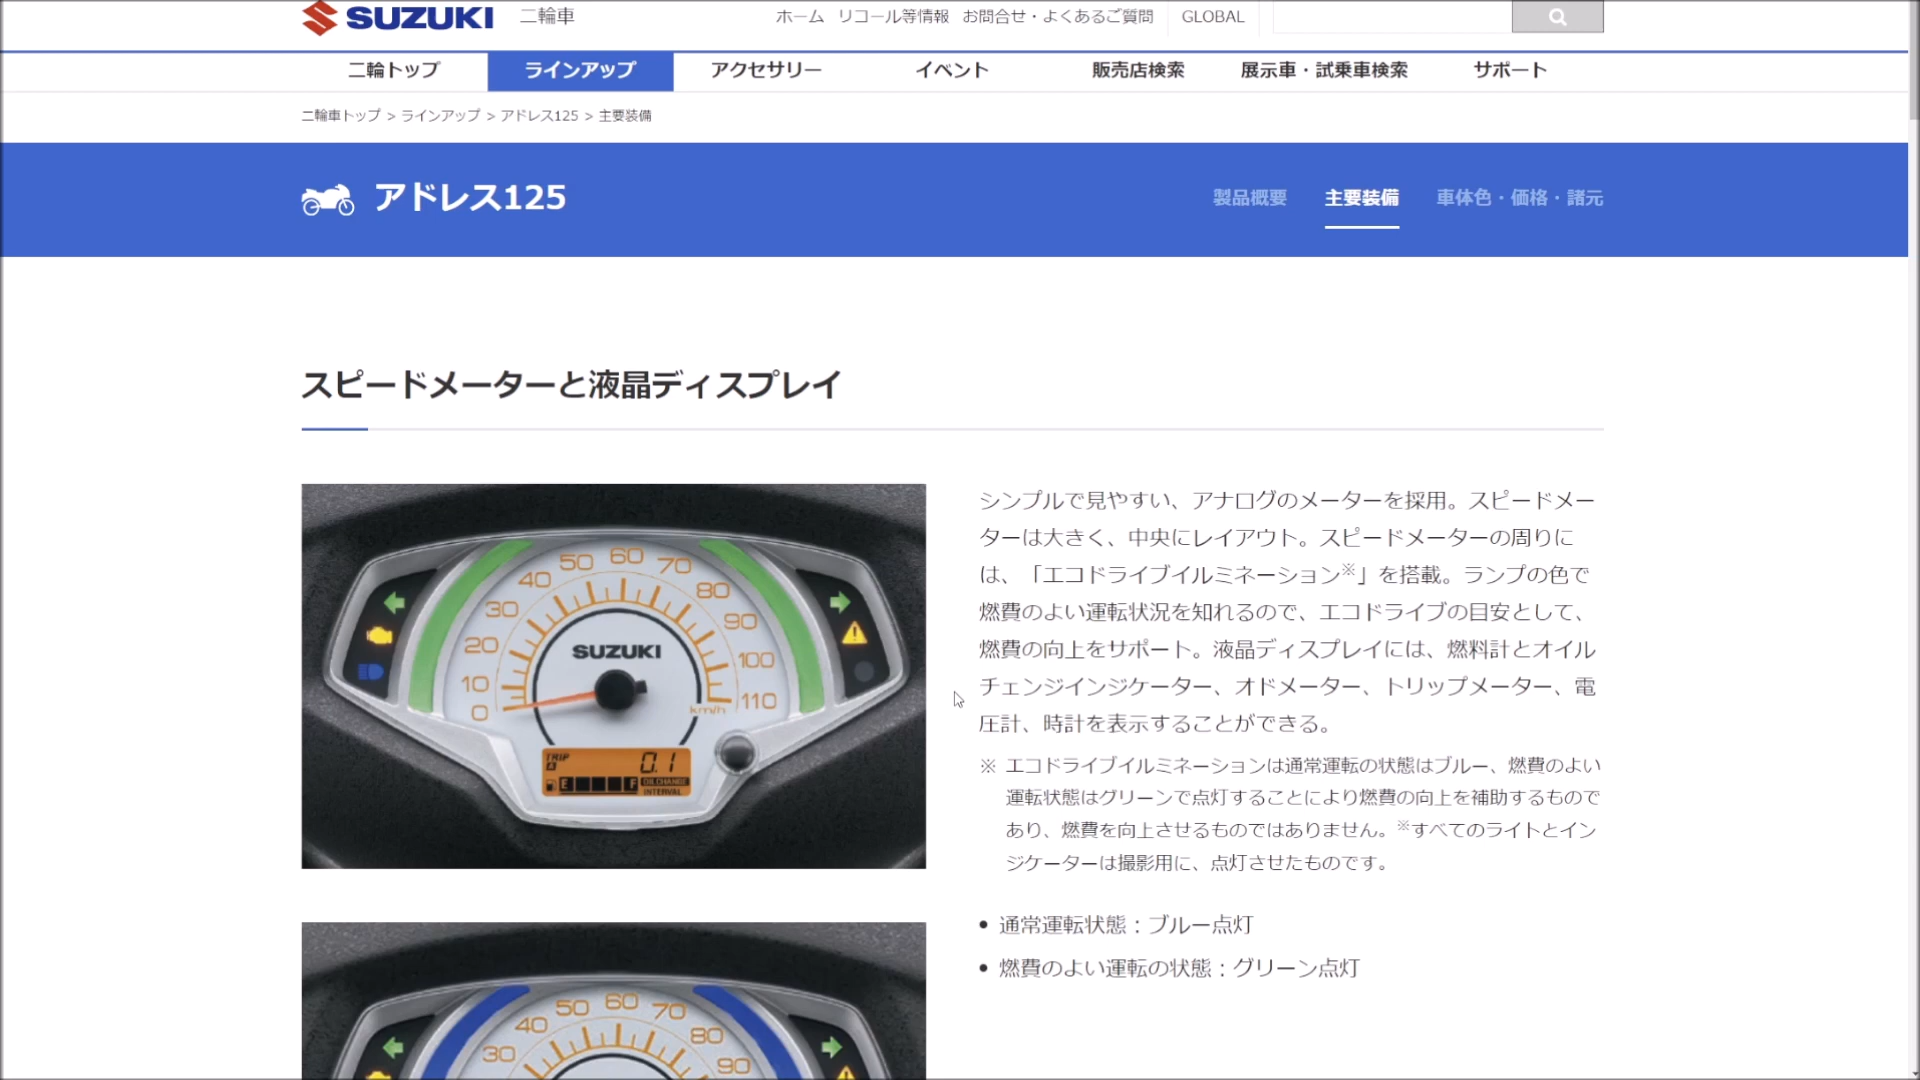 SUZUKI 二輪車 ホーム リコール等情報 お問合せ・よくあるご質問 GLOBAL
二輪トップ ラインアップ アクセサリー イベント 販売店検索 展示車・試乗車検索 サポート
二輪車トップ > ラインアップ > アドレス125 > 主要装備
アドレス125 製品概要 主要装備 車体色・価格・諸元
スピードメーターと液晶ディスプレイ
0 10 20 30 40 50 60 70 80 90 100 110
SUZUKI
km/h
TRIP
A
0.1
E F OILCHANGE
INTERVAL
シンプルで見やすい、アナログのメーターを採用。スピードメー
ターは大きく、中央にレイアウト。スピードメーターの周りに
は、「エコドライブイルミネーション※」を搭載。ランプの色で
燃費のよい運転状況を知れるので、エコドライブの目安として、
燃費の向上をサポート。液晶ディスプレイには、燃料計とオイル
チェンジインジケーター、オドメーター、トリップメーター、電
圧計、時計を表示することができる。
※ エコドライブイルミネーションは通常運転の状態はブルー、燃費のよい
運転状態はグリーンで点灯することにより燃費の向上を補助するもので
あり、燃費を向上させるものではありません。※すべてのライトとイン
ジケーターは撮影用に、点灯させたものです。
• 通常運転状態：ブルー点灯
• 燃費のよい運転の状態：グリーン点灯
30 40 50 60 70 80 90